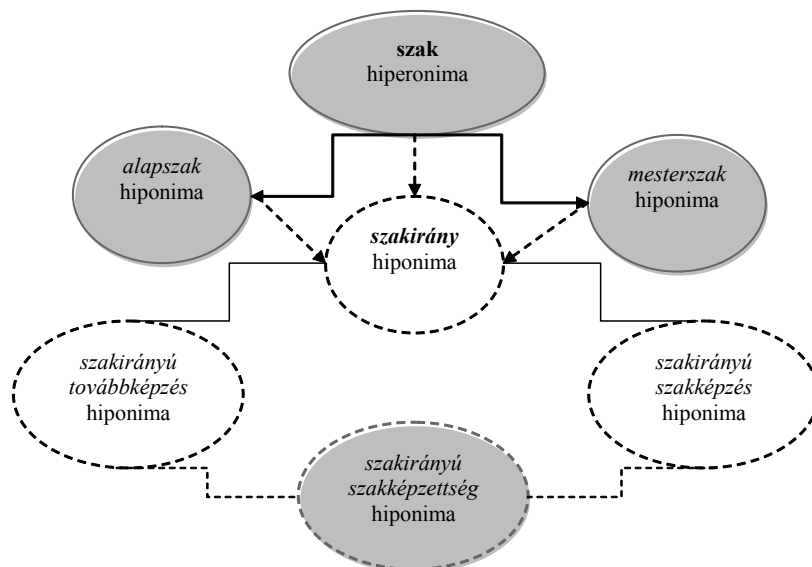 szak
hiperonima
alapszak
hiponima
mesterszak
hiponima
szakirány
hiponima
szakirányú
továbbképzés
hiponima
szakirányú
szakképzés
hiponima
szakirányú
szakképzettség
hiponima